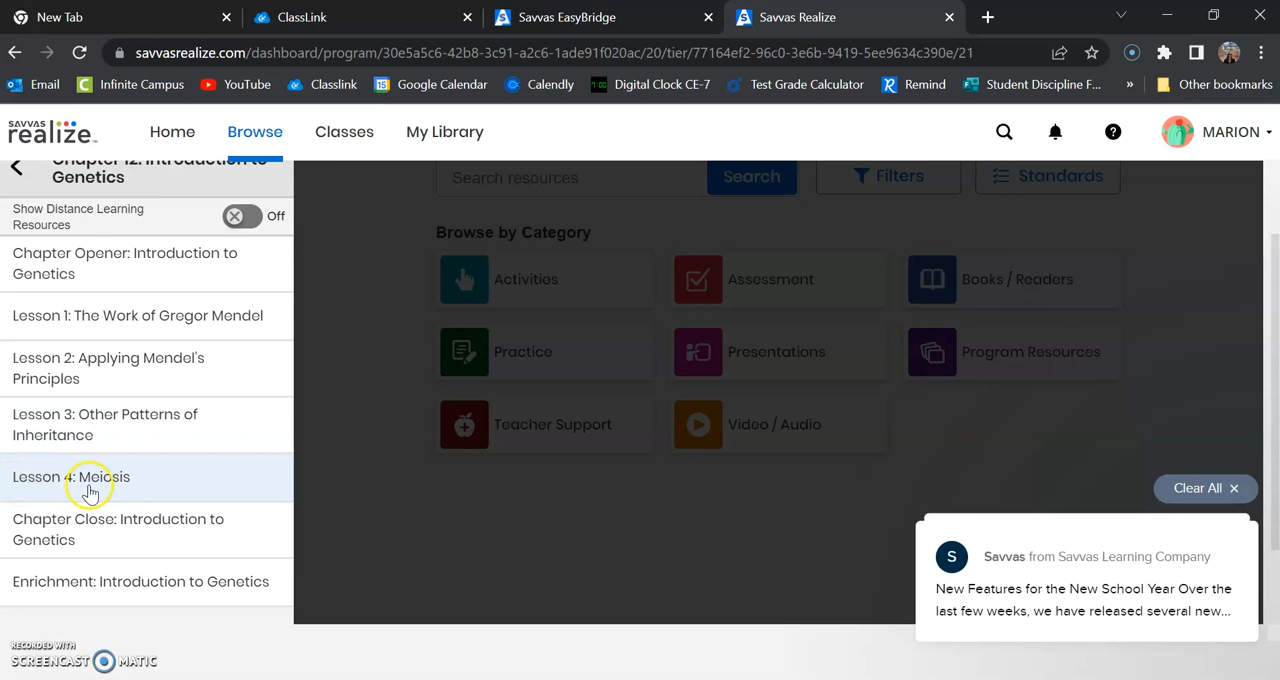 New Tab
ClassLink
Savvas EasyBridge
Savvas Realize
savvasrealize.com/dashboard/program/30e5a5c6-42b8-3c91-a2c6-1ade91f020ac/20/tier/77164ef2-96c0-3e6b-9419-5ee9634c390e/21
Email
Infinite Campus
YouTube
Classlink
Google Calendar
Calendly
Digital Clock CE-7
Test Grade Calculator
Remind
Student Discipline F...
»
Other bookmarks
SAVVAS
realize™
Home
Browse
Classes
My Library
MARION
Chapter 12: Introduction to
Genetics
Show Distance Learning
Resources
Off
Chapter Opener: Introduction to
Genetics
Lesson 1: The Work of Gregor Mendel
Lesson 2: Applying Mendel's
Principles
Lesson 3: Other Patterns of
Inheritance
Lesson 4: Meiosis
Chapter Close: Introduction to
Genetics
Enrichment: Introduction to Genetics
Search resources
Search
Filters
Standards
Browse by Category
Activities
Assessment
Books / Readers
Practice
Presentations
Program Resources
Teacher Support
Video / Audio
Clear All ×
S
Savvas from Savvas Learning Company
New Features for the New School Year Over the
last few weeks, we have released several new...
RECORDED WITH
SCREENCAST MATIC